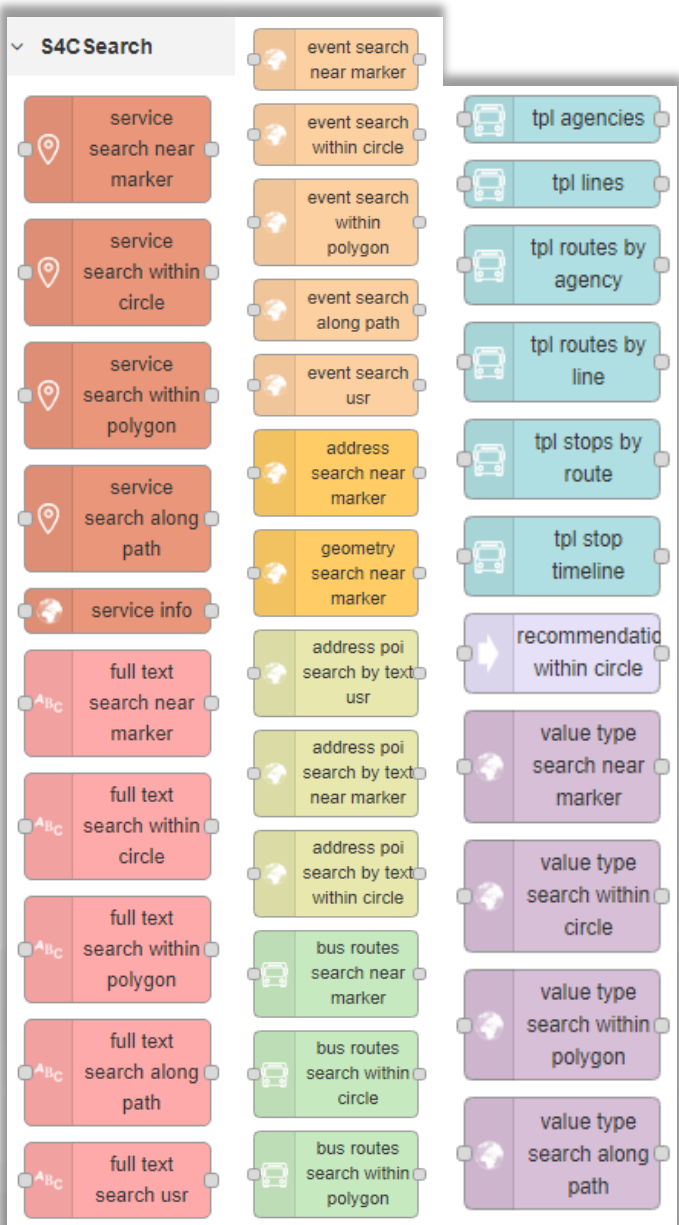 S4CSearch
service
search near
marker
service
search within
circle
service
search within
polygon
service
search along
path
service info
ABC
full text
search near
marker
ABC
full text
search within
circle
ABC
full text
search within
polygon
ABC
full text
search along
path
ABC
full text
search usr
event search
near marker
event search
within circle
event search
within
polygon
event search
along path
event search
usr
address
search near
marker
geometry
search near
marker
address poi
search by text
usr
address poi
search by text
near marker
address poi
search by text
within circle
bus routes
search near
marker
bus routes
search within
circle
bus routes
search within
polygon
tpl agencies
tpl lines
tpl routes by
agency
tpl routes by
line
tpl stops by
route
tpl stop
timeline
recommendatio
within circle
value type
search near
marker
value type
search within
circle
value type
search within
polygon
value type
search along
path